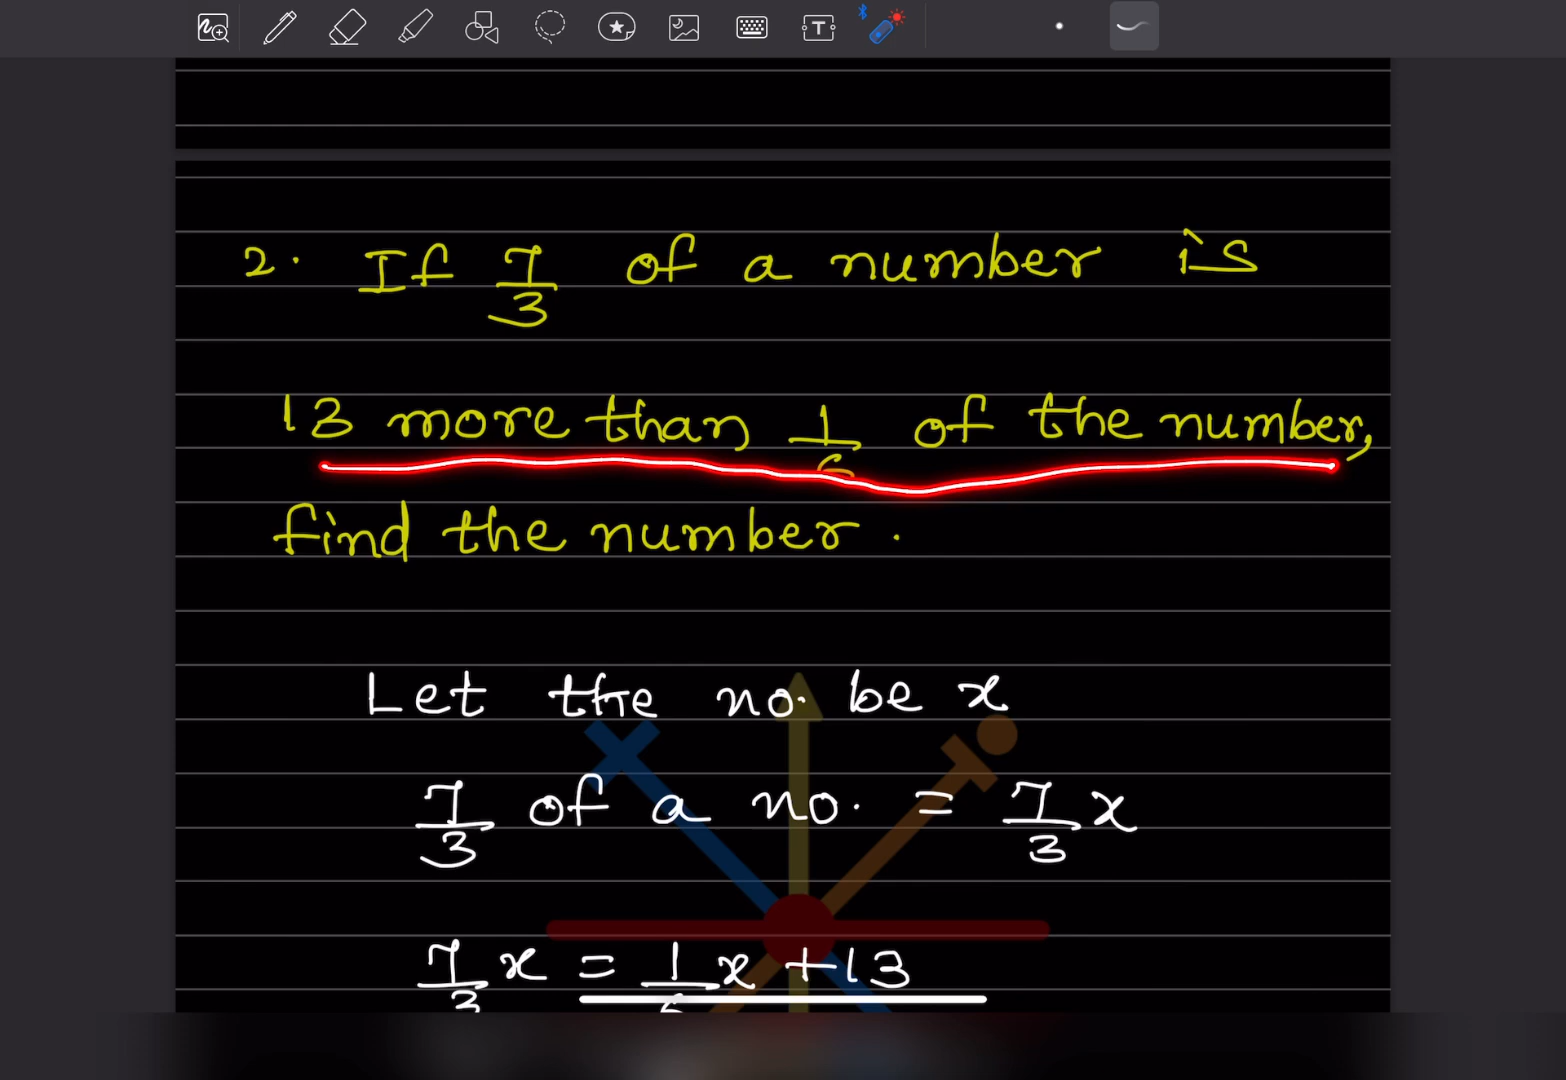 2. If 7/3 of a number is
13 more than 1/6 of the number,
find the number.
Let the no. be x
7/3 of a no. = 7/3 x
7/3 x = 1/6 x + 13